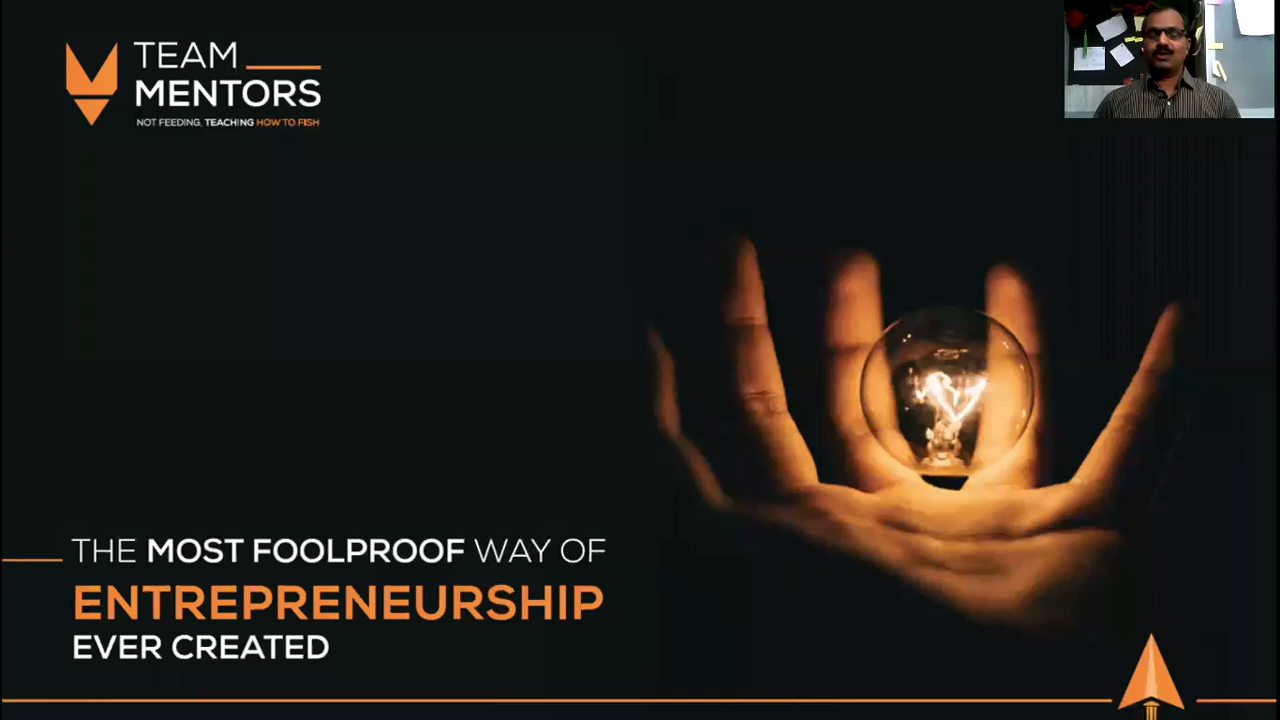 TEAM
MENTORS
NOT FEEDING, TEACHING HOW TO FISH
THE MOST FOOLPROOF WAY OF
ENTREPRENEURSHIP
EVER CREATED